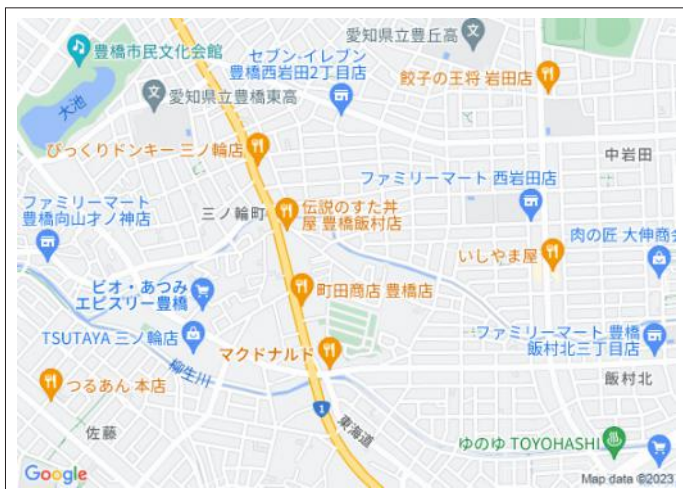 愛知県立豊丘高
豊橋市民文化会館
セブン-イレブン
豊橋西岩田2丁目店
餃子の王将 岩田店
大池
愛知県立豊橋東高
びっくりドンキー 三ノ輪店
中岩田
ファミリーマート 西岩田店
ファミリーマート
豊橋向山才ノ神店
三ノ輪町
伝説のすた丼
屋 豊橋飯村店
肉の匠 大伸商会
いしやま屋
ビオ・あつみ
エピスリー豊橋
町田商店 豊橋店
TSUTAYA 三ノ輪店
マクドナルド
ファミリーマート 豊橋
飯村北三丁目店
柳生川
つるあん 本店
飯村北
1
東海道
佐藤
ゆのゆ TOYOHASHI
Google
Map data ©2023